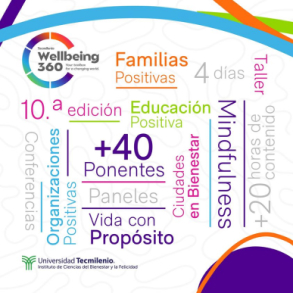 Tecmilenio
Wellbeing
360
Familias
Positivas
4 días
Taller
10.ª edición
Educación
Positiva
Mindfulness
+20 horas de
contenido
Conferencias
Organizaciones
Positivas
+40
Ponentes
Paneles
Vida con
Propósito
Ciudades
en Bienestar
Universidad Tecmilenio.
Instituto de Ciencias del Bienestar y la Felicidad